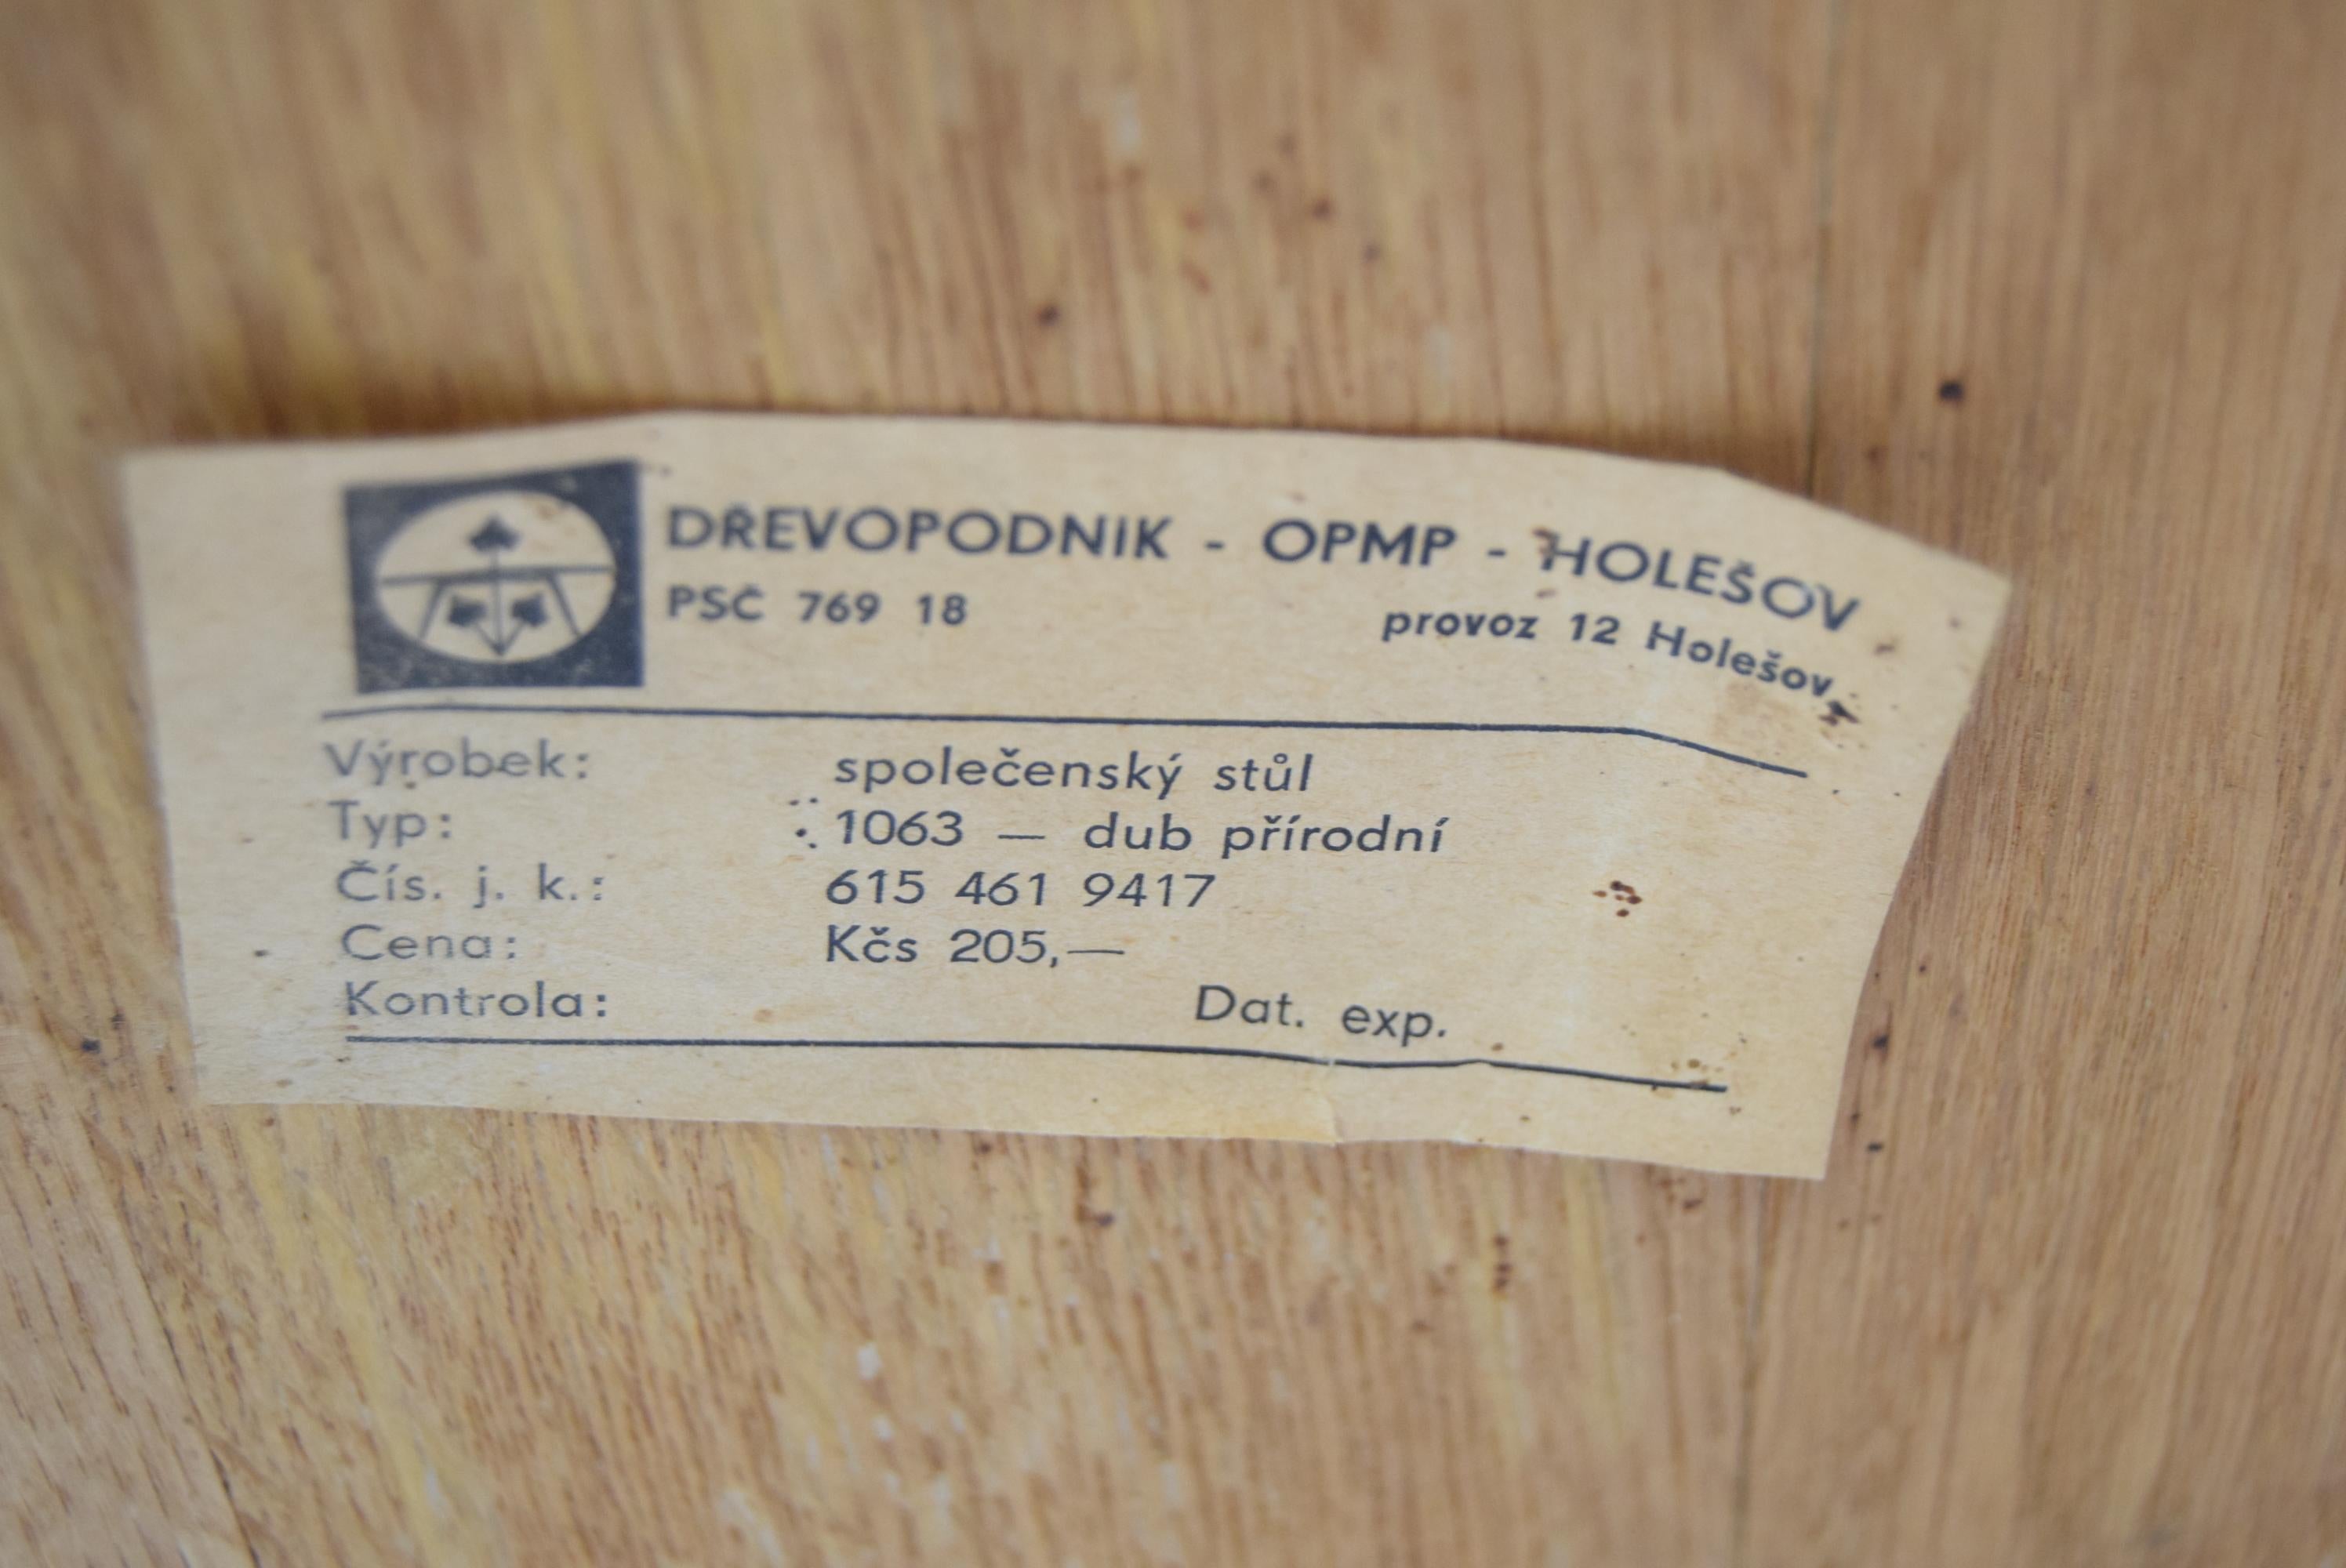 DŘEVOPODNIK - OPMP - HOLEŠOV
PSČ 769 18 provoz 12 Holešov
Výrobek: společenský stůl
Typ: 1063 — dub přírodní
Čís. j. k.: 615 461 9417
Cena: Kčs 205,—
Kontrola: Dat. exp.